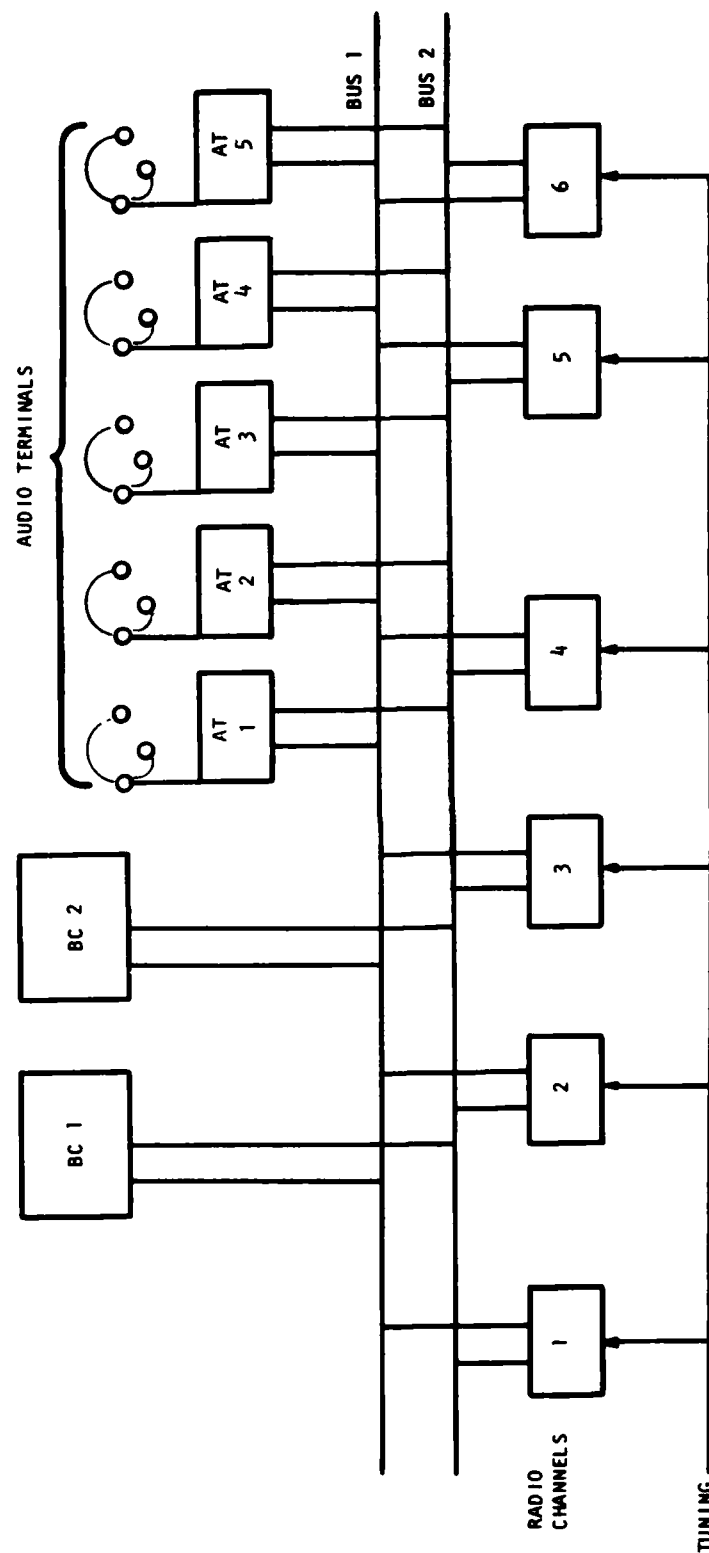 AUDIO TERMINALS
BC 1
BC 2
AT
1
AT
2
AT
3
AT
4
AT
5
BUS 1
BUS 2
RADIO
CHANNELS
1
2
3
4
5
6
TUNING